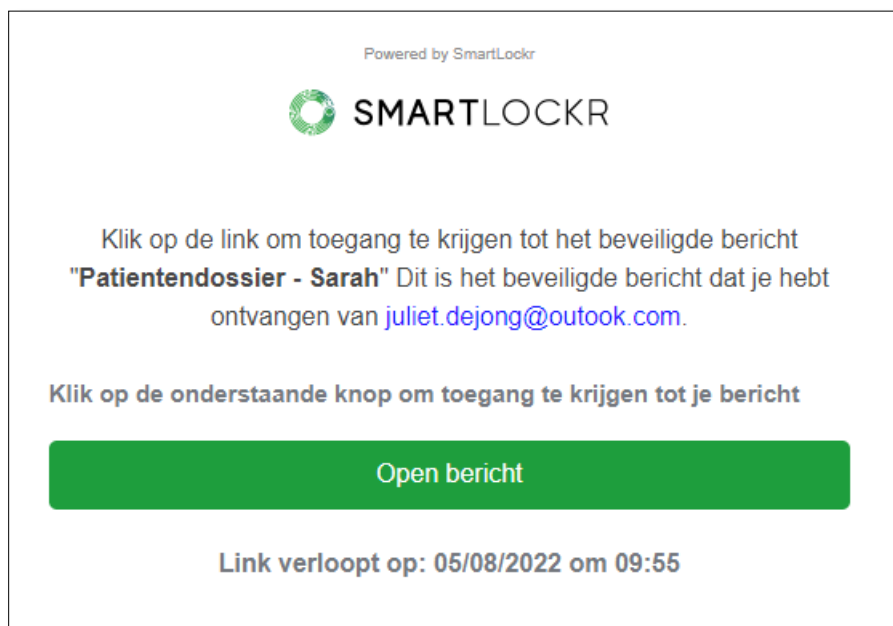 Powered by SmartLockr
SMARTLOCKR
Klik op de link om toegang te krijgen tot het beveiligde bericht
"Patientendossier - Sarah" Dit is het beveiligde bericht dat je hebt
ontvangen van juliet.dejong@outook.com.
Klik op de onderstaande knop om toegang te krijgen tot je bericht
Open bericht
Link verloopt op: 05/08/2022 om 09:55